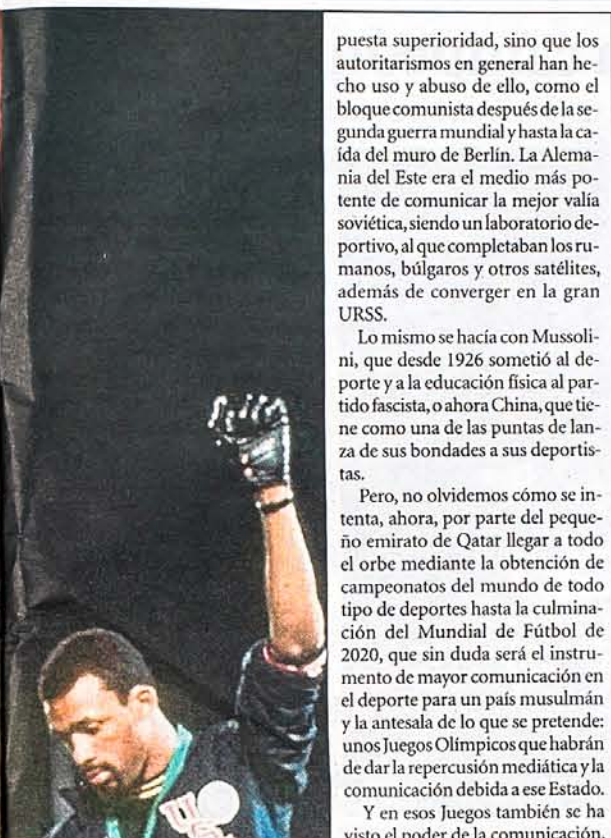 puesta superioridad, sino que los
autoritarismos en general han he-
cho uso y abuso de ello, como el
bloque comunista después de la se-
gunda guerra mundial y hasta la ca-
ída del muro de Berlín. La Alema-
nia del Este era el medio más po-
tente de comunicar la mejor valía
soviética, siendo un laboratorio de-
portivo, al que completaban los ru-
manos, búlgaros y otros satélites,
además de converger en la gran
URSS.
Lo mismo se hacía con Mussoli-
ni, que desde 1926 sometió al de-
porte y a la educación física al par-
tido fascista, o ahora China, que tie-
ne como una de las puntas de lan-
za de sus bondades a sus deportis-
tas.
Pero, no olvidemos cómo se in-
tenta, ahora, por parte del peque-
ño emirato de Qatar llegar a todo
el orbe mediante la obtención de
campeonatos del mundo de todo
tipo de deportes hasta la culmina-
ción del Mundial de Fútbol de
2020, que sin duda será el instru-
mento de mayor comunicación en
el deporte para un país musulmán
y la antesala de lo que se pretende:
unos Juegos Olímpicos que habrán
de dar la repercusión mediática y la
comunicación debida a ese Estado.
Y en esos Juegos también se ha
visto el poder de la comunicación,